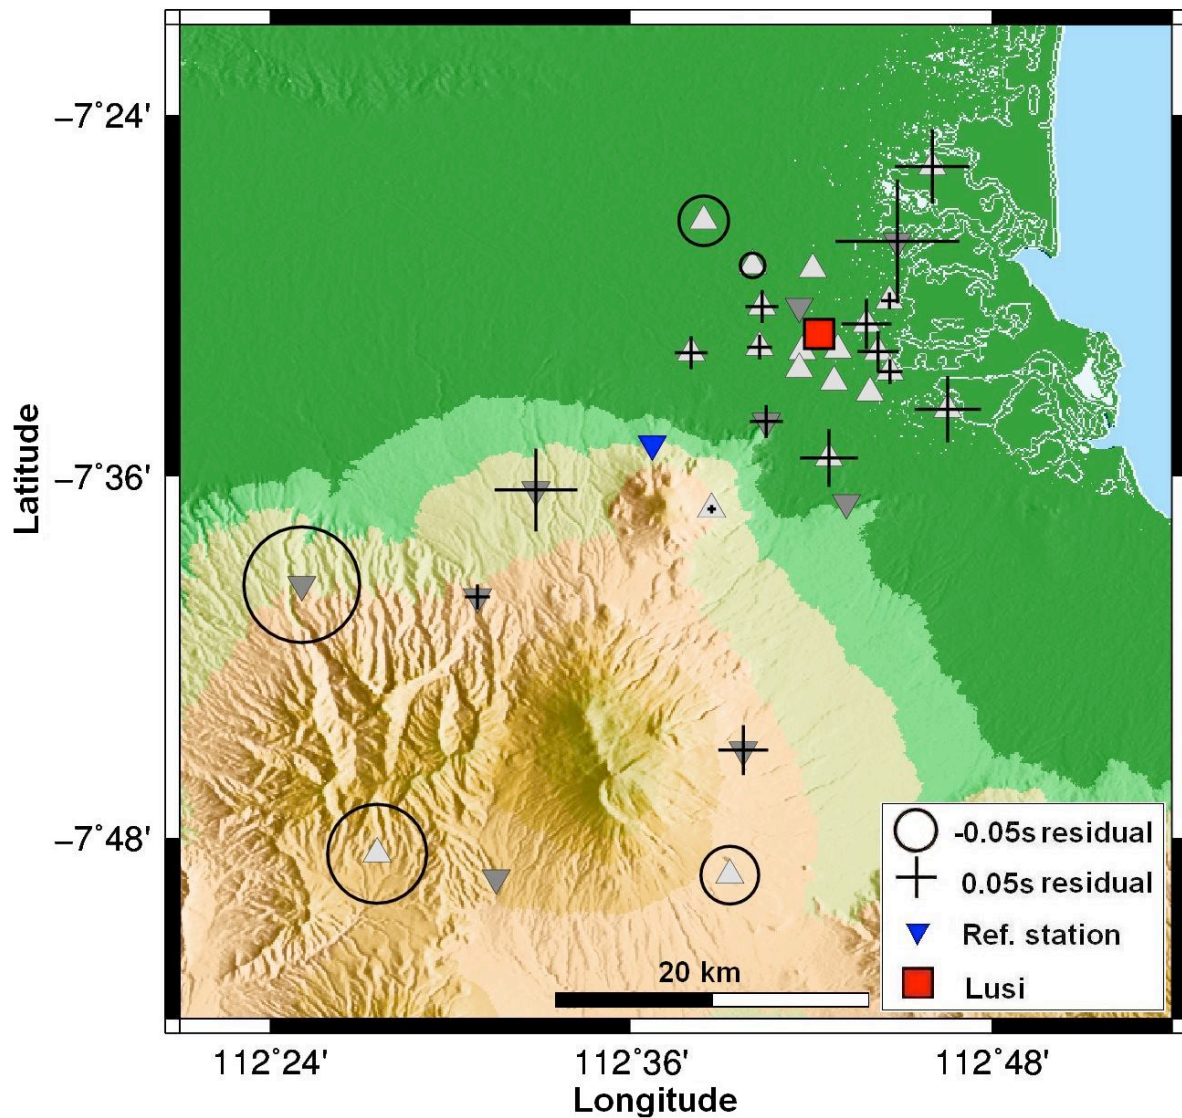 -7°24'
-7°36'
-7°48'
Latitude
-0.05s residual
0.05s residual
Ref. station
Lusi
20 km
112°24'
112°36'
112°48'
Longitude